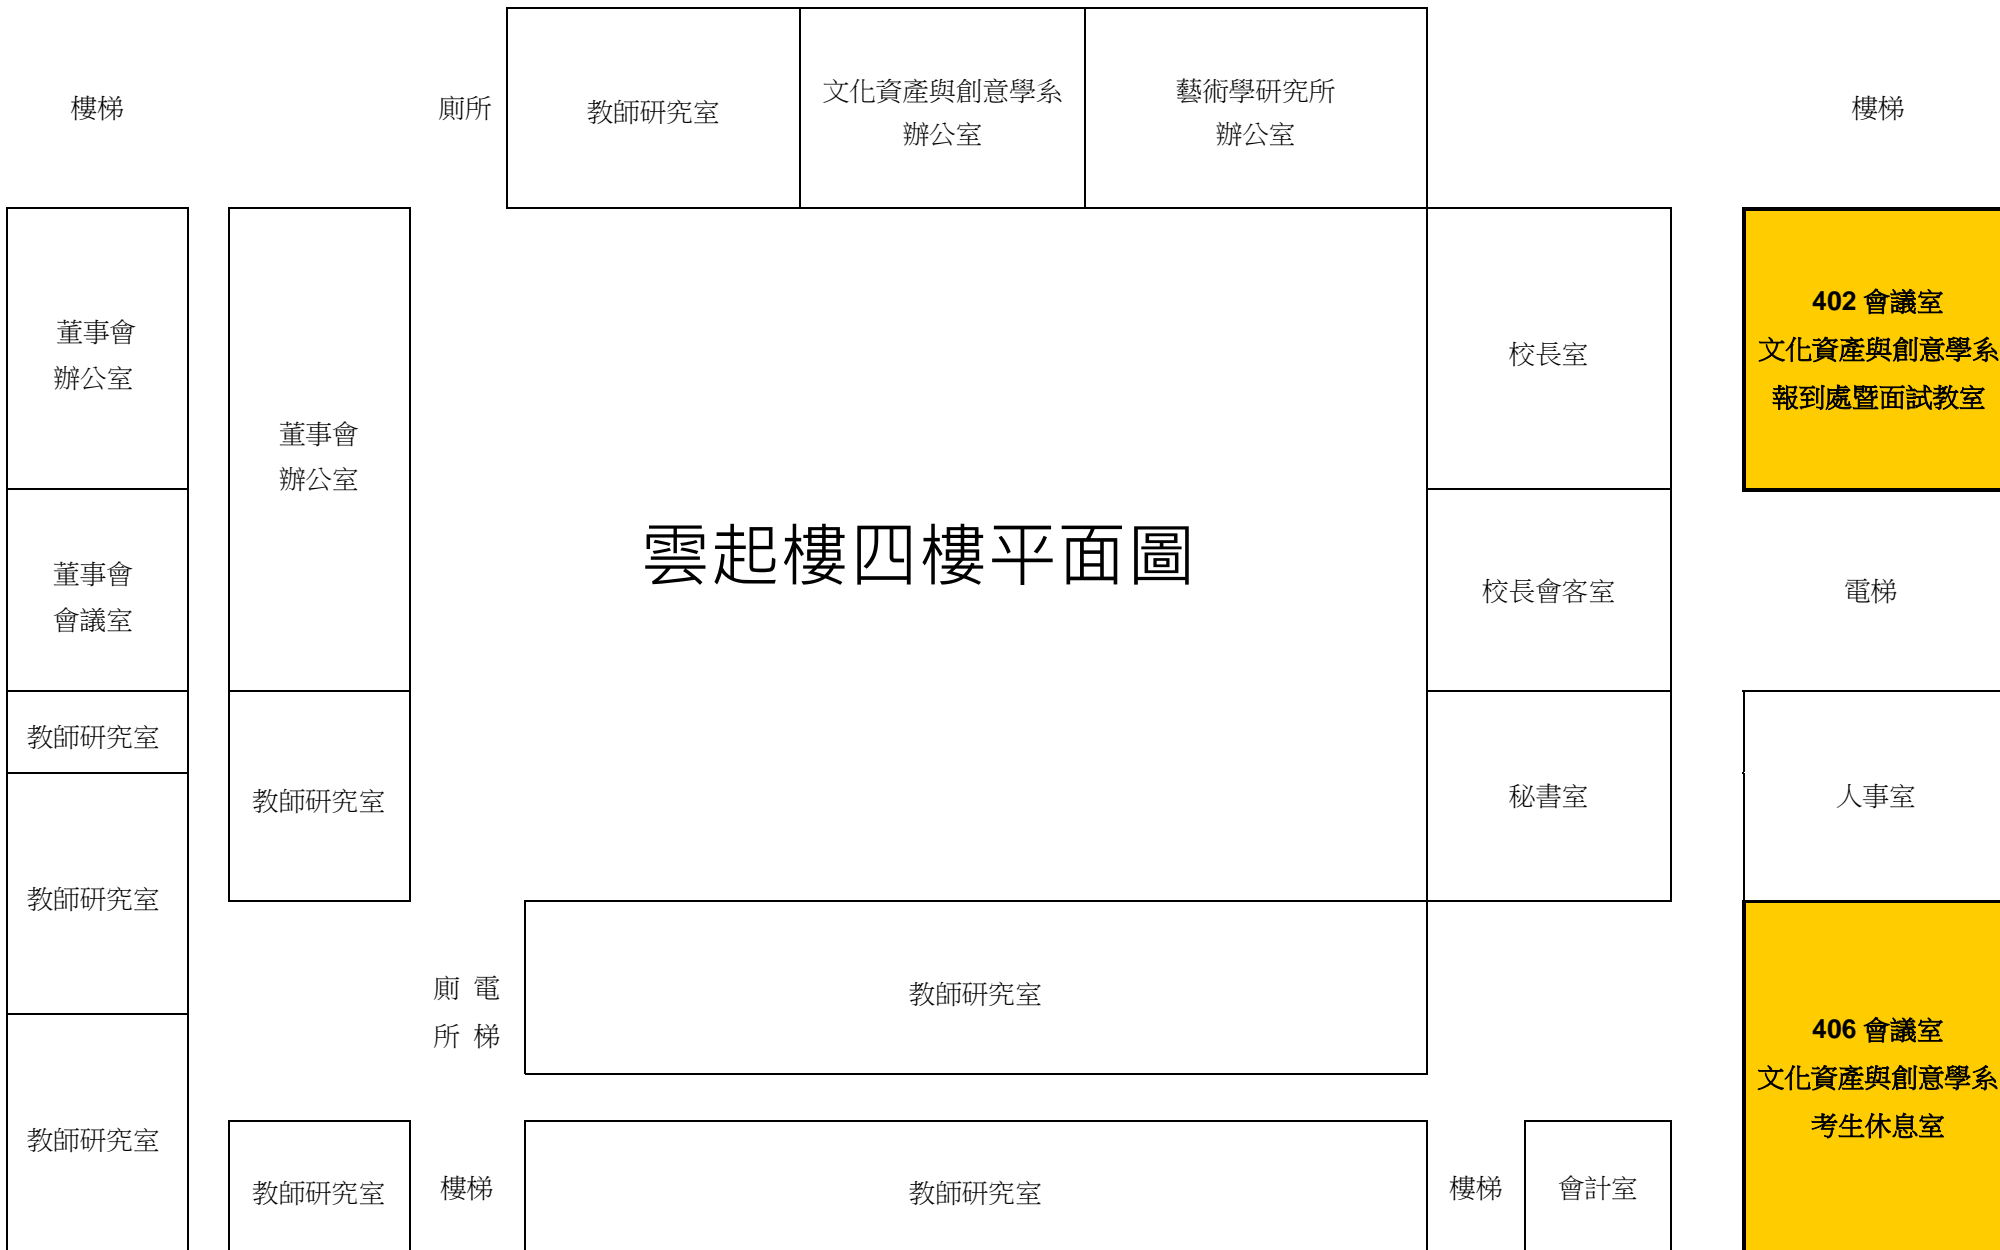 樓梯
廁所
教師研究室
文化資產與創意學系
辦公室
藝術學研究所
辦公室
樓梯
董事會
辦公室
董事會
辦公室
校長室
402 會議室
文化資產與創意學系
報到處暨面試教室
雲起樓四樓平面圖
董事會
會議室
校長會客室
電梯
教師研究室
教師研究室
秘書室
人事室
教師研究室
廁 電
所 梯
教師研究室
406 會議室
文化資產與創意學系
考生休息室
教師研究室
教師研究室
樓梯
教師研究室
樓梯
會計室